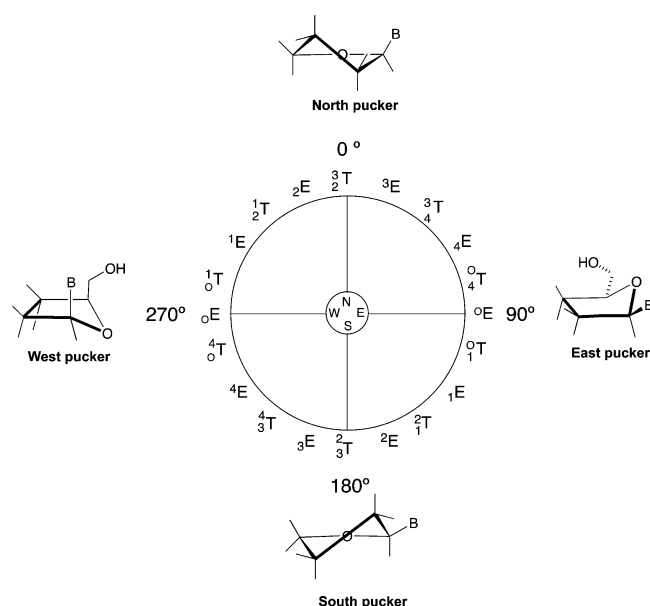 B
O
North pucker
0 º
³₂T
₂E
³E
¹₂T
³₄T
¹E
₄E
¹ₒT
ᴼ₄T
OH
B
O
West pucker
270º
ₒE
N
W E
S
ᴼE
90º
HO
O
B
East pucker
⁴ₒT
ᴼ₁T
⁴E
₁E
⁴₃T
²₁T
₃E
²₃T
²E
180º
B
O
South pucker